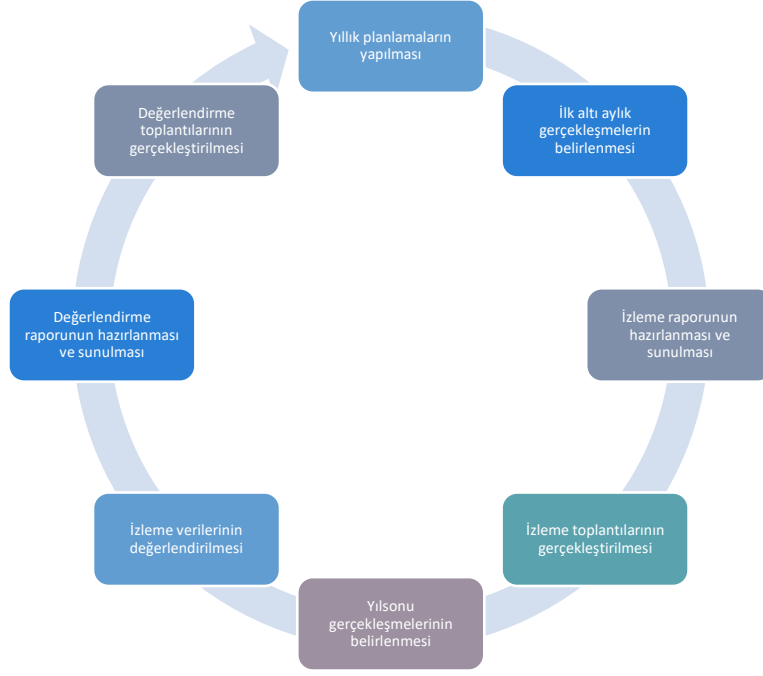 Yıllık planlamaların
yapılması
İlk altı aylık
gerçekleşmelerin
belirlenmesi
İzleme raporunun
hazırlanması ve
sunulması
İzleme toplantılarının
gerçekleştirilmesi
Yılsonu
gerçekleşmelerinin
belirlenmesi
İzleme verilerinin
değerlendirilmesi
Değerlendirme
raporunun hazırlanması
ve sunulması
Değerlendirme
toplantılarının
gerçekleştirilmesi